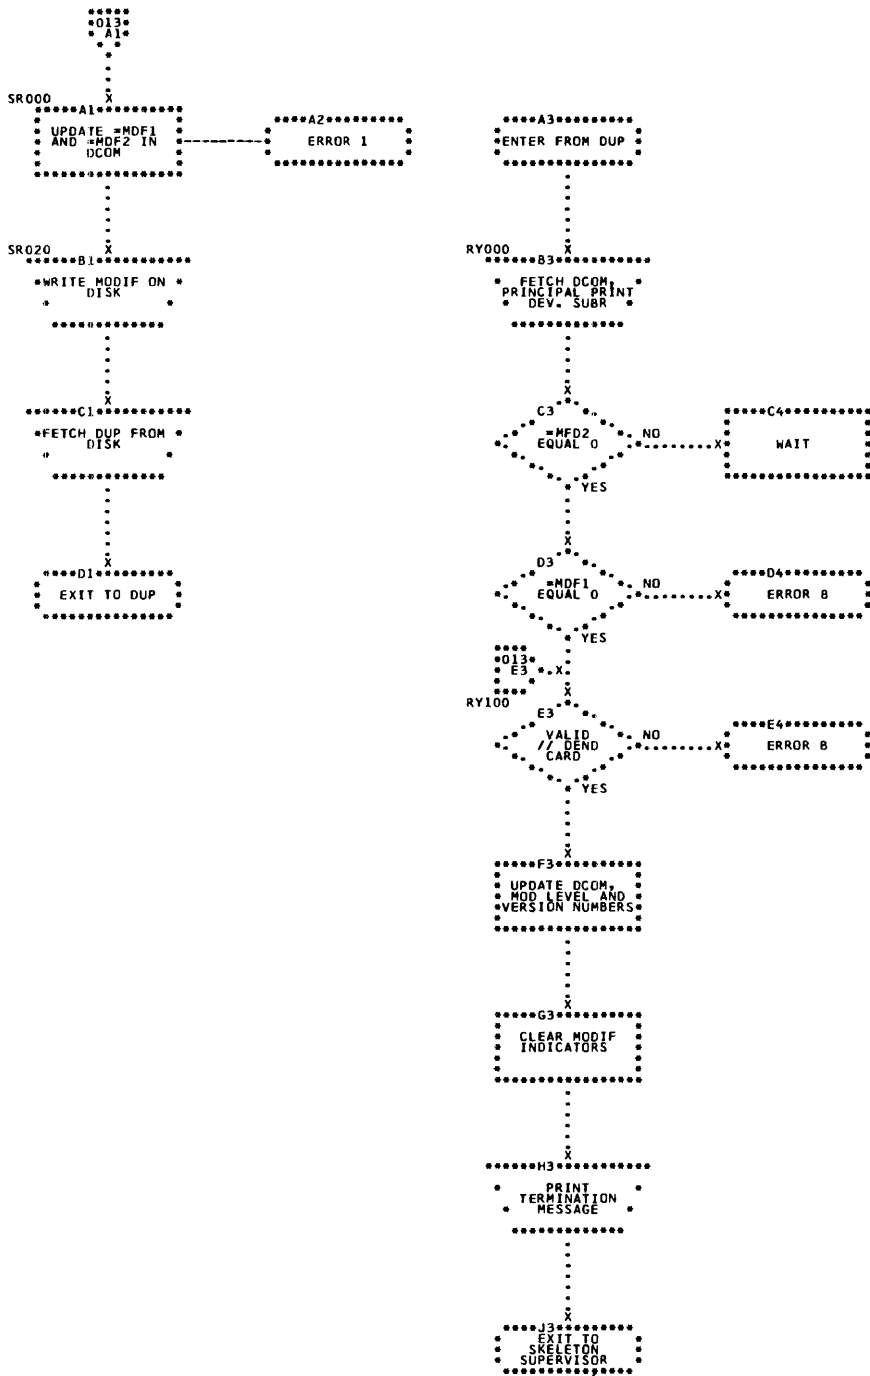 013
A1
SR000
A1
UPDATE =MDF1
AND =MDF2 IN
DCOM
A2
ERROR 1
A3
ENTER FROM DUP
SR020
B1
WRITE MODIF ON
DISK
RY000
B3
FETCH DCOM,
PRINCIPAL PRINT
DEV. SUBR
C1
FETCH DUP FROM
DISK
C3
=MFD2
EQUAL 0
NO
YES
C4
WAIT
D1
EXIT TO DUP
D3
=MDF1
EQUAL 0
NO
YES
D4
ERROR 8
013
E3
RY100
E3
VALID
// DEND
CARD
NO
YES
E4
ERROR 8
F3
UPDATE DCOM,
MOD LEVEL AND
VERSION NUMBERS
G3
CLEAR MODIF
INDICATORS
H3
PRINT
TERMINATION
MESSAGE
J3
EXIT TO
SKELETON
SUPERVISOR